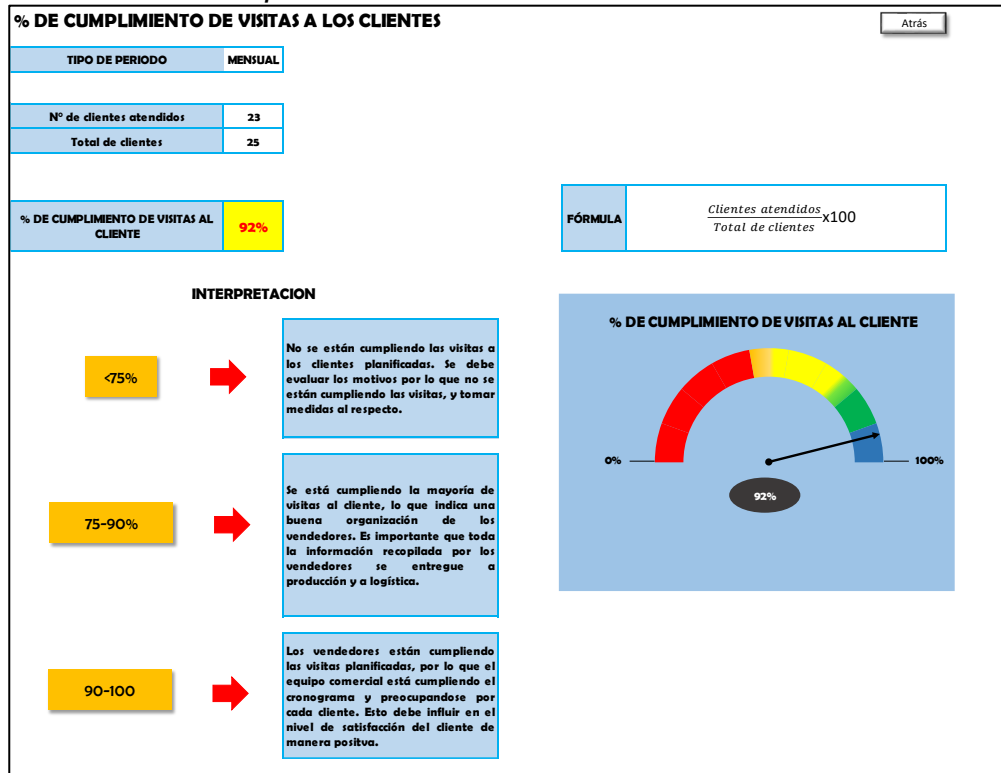 % DE CUMPLIMIENTO DE VISITAS A LOS CLIENTES
Atrás
TIPO DE PERIODO MENSUAL
N° de clientes atendidos 23
Total de clientes 25
% DE CUMPLIMIENTO DE VISITAS AL
CLIENTE
92%
FÓRMULA
Clientes atendidos
Total de clientes
x100
INTERPRETACION
<75%
No se están cumpliendo las visitas a
los clientes planificadas. Se debe
evaluar los motivos por lo que no se
están cumpliendo las visitas, y tomar
medidas al respecto.
75-90%
Se está cumpliendo la mayoría de
visitas al cliente, lo que indica una
buena organización de los
vendedores. Es importante que toda
la información recopilada por los
vendedores se entregue a
producción y a logística.
90-100
Los vendedores están cumpliendo
las visitas planificadas, por lo que el
equipo comercial está cumpliendo el
cronograma y preocupandose por
cada cliente. Esto debe influir en el
nivel de satisfacción del cliente de
manera positva.
% DE CUMPLIMIENTO DE VISITAS AL CLIENTE
0%
100%
92%